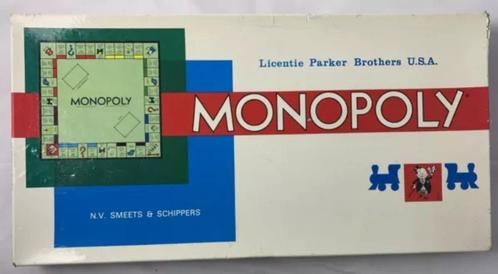 Licentie Parker Brothers U.S.A.
MONOPOLY
MONOPOLY
N.V. SMEETS & SCHIPPERS